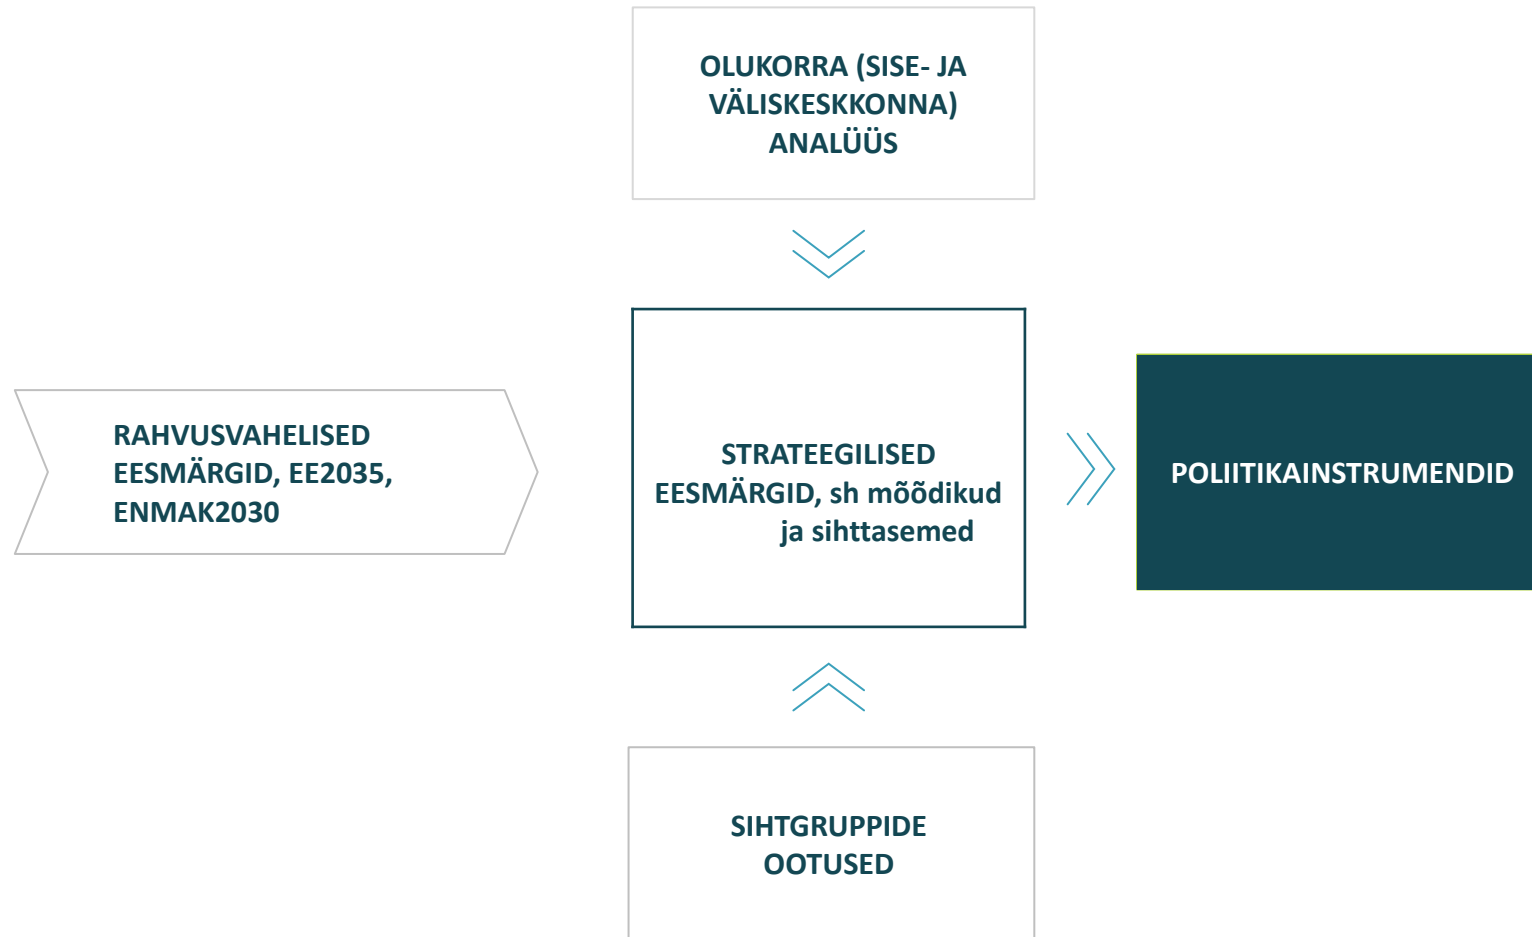 OLUKORRA (SISE- JA
VÄLISKESKKONNA)
ANALÜÜS
RAHVUSVAHELISED
EESMÄRGID, EE2035,
ENMAK2030
STRATEEGILISED
EESMÄRGID, sh mõõdikud
ja sihttasemed
POLIITIKAINSTRUMENDID
SIHTGRUPPIDE
OOTUSED